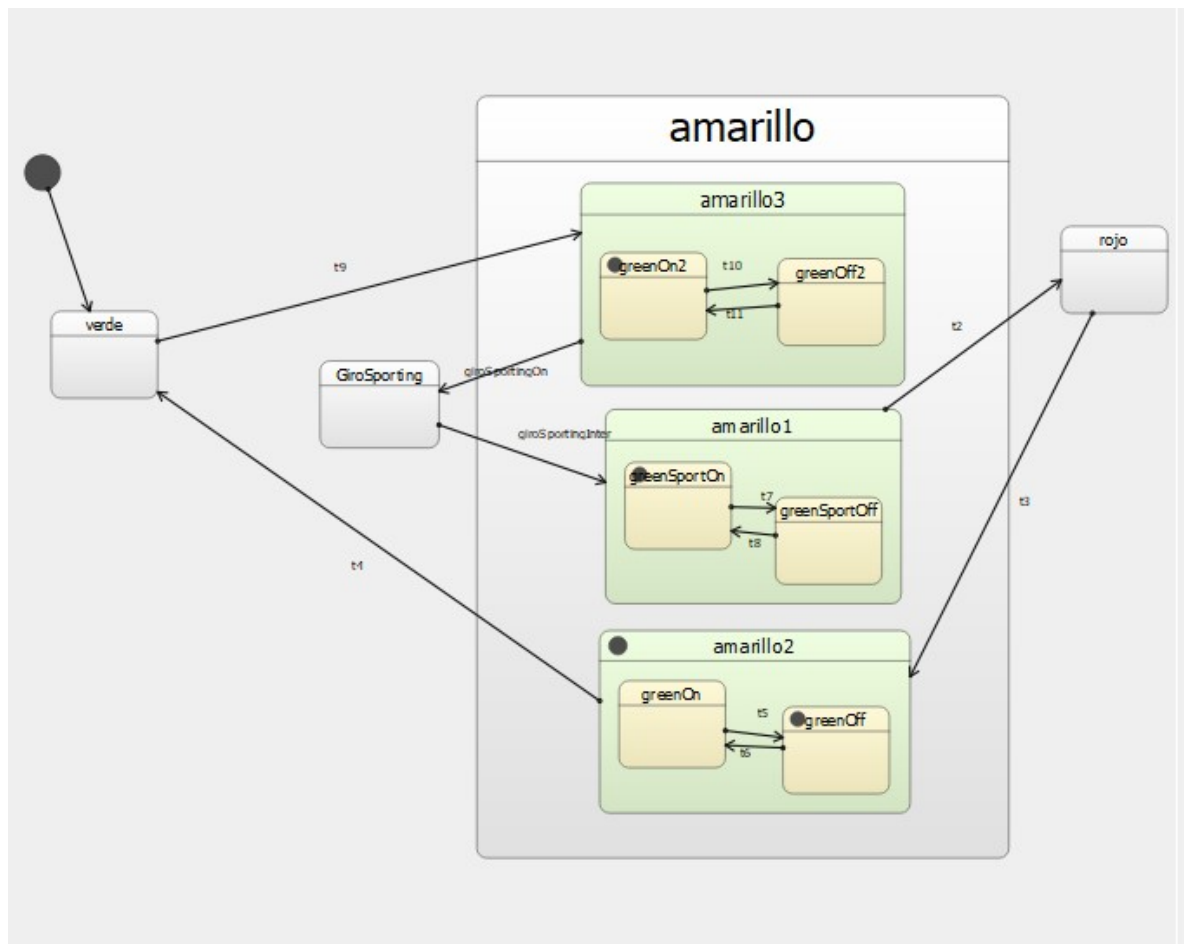 amarillo
amarillo3
rojo
greenOn2
t10
greenOff2
t9
t11
verde
t2
GiroSporting
giroSportingOn
amarillo1
giroSportingInter
greenSportOn
t7
greenSportOff
t3
t8
t4
amarillo2
greenOn
t5
greenOff
t6